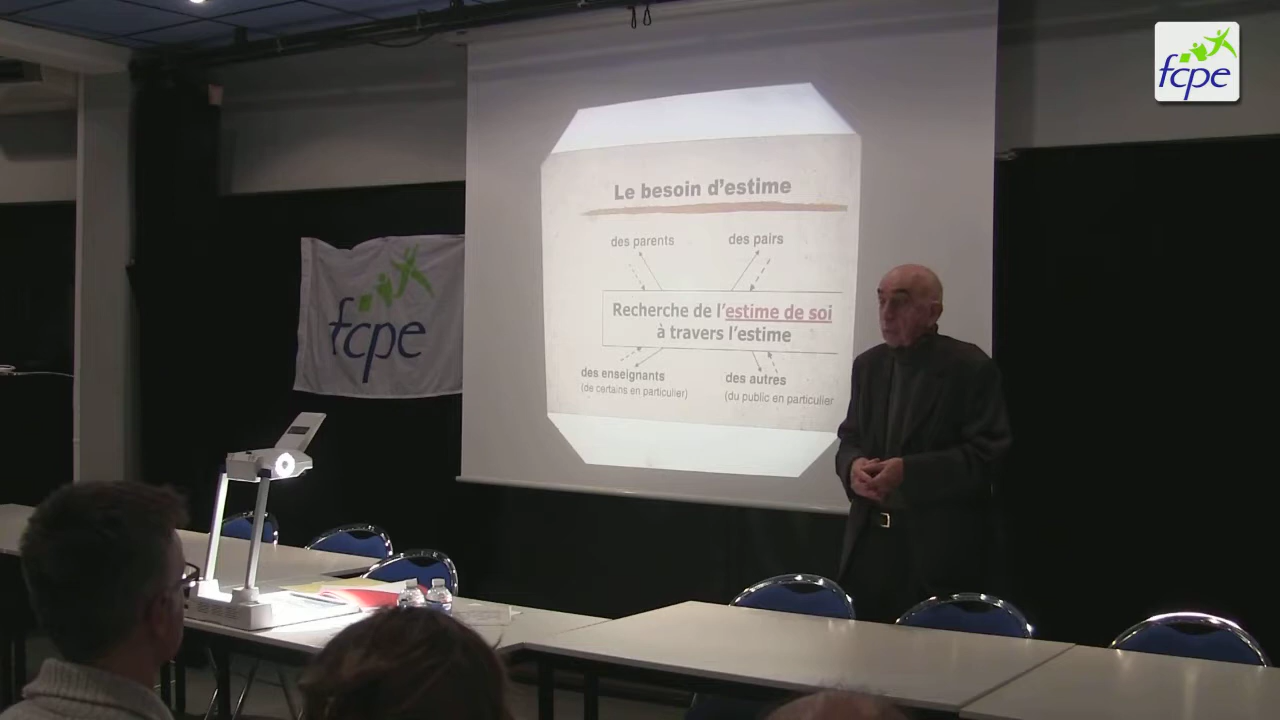 fcpe
Le besoin d'estime
des parents
des pairs
fcpe
Recherche de l'estime de soi
à travers l'estime
des enseignants
(de certains en particulier)
des autres
(du public en particulier